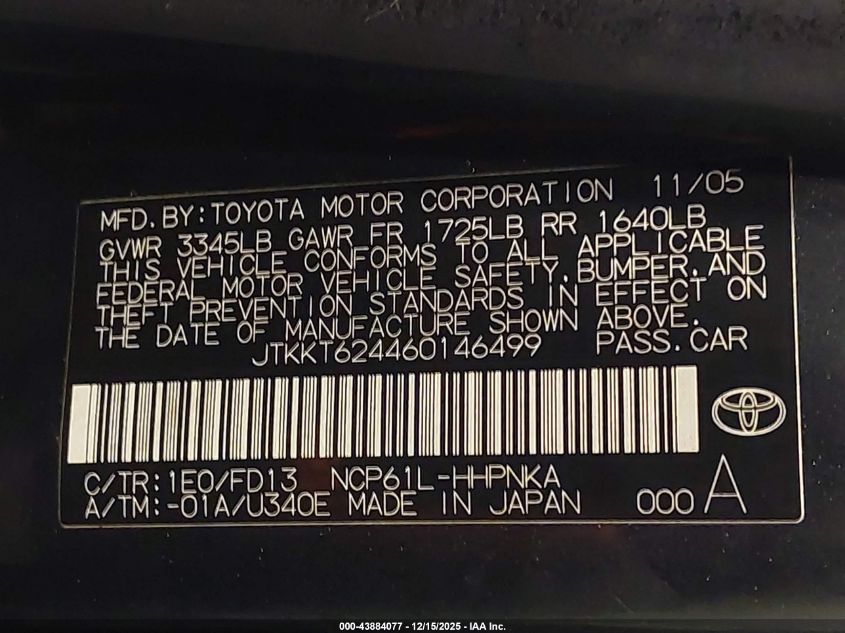 MFD. BY: TOYOTA MOTOR CORPORATION 11/05
GVWR 3345LB GAWR FR 1725LB RR 1640LB
THIS VEHICLE CONFORMS TO ALL APPLICABLE
FEDERAL MOTOR VEHICLE SAFETY, BUMPER, AND
THEFT PREVENTION STANDARDS IN EFFECT ON
THE DATE OF MANUFACTURE SHOWN ABOVE.
JTKKT624460146499 PASS. CAR
C/TR: 1E0/FD13 NCP61L-HHPNKA
A/TM: -01A/U340E MADE IN JAPAN 000 A
000-43884077 - 12/15/2025 - IAA Inc.